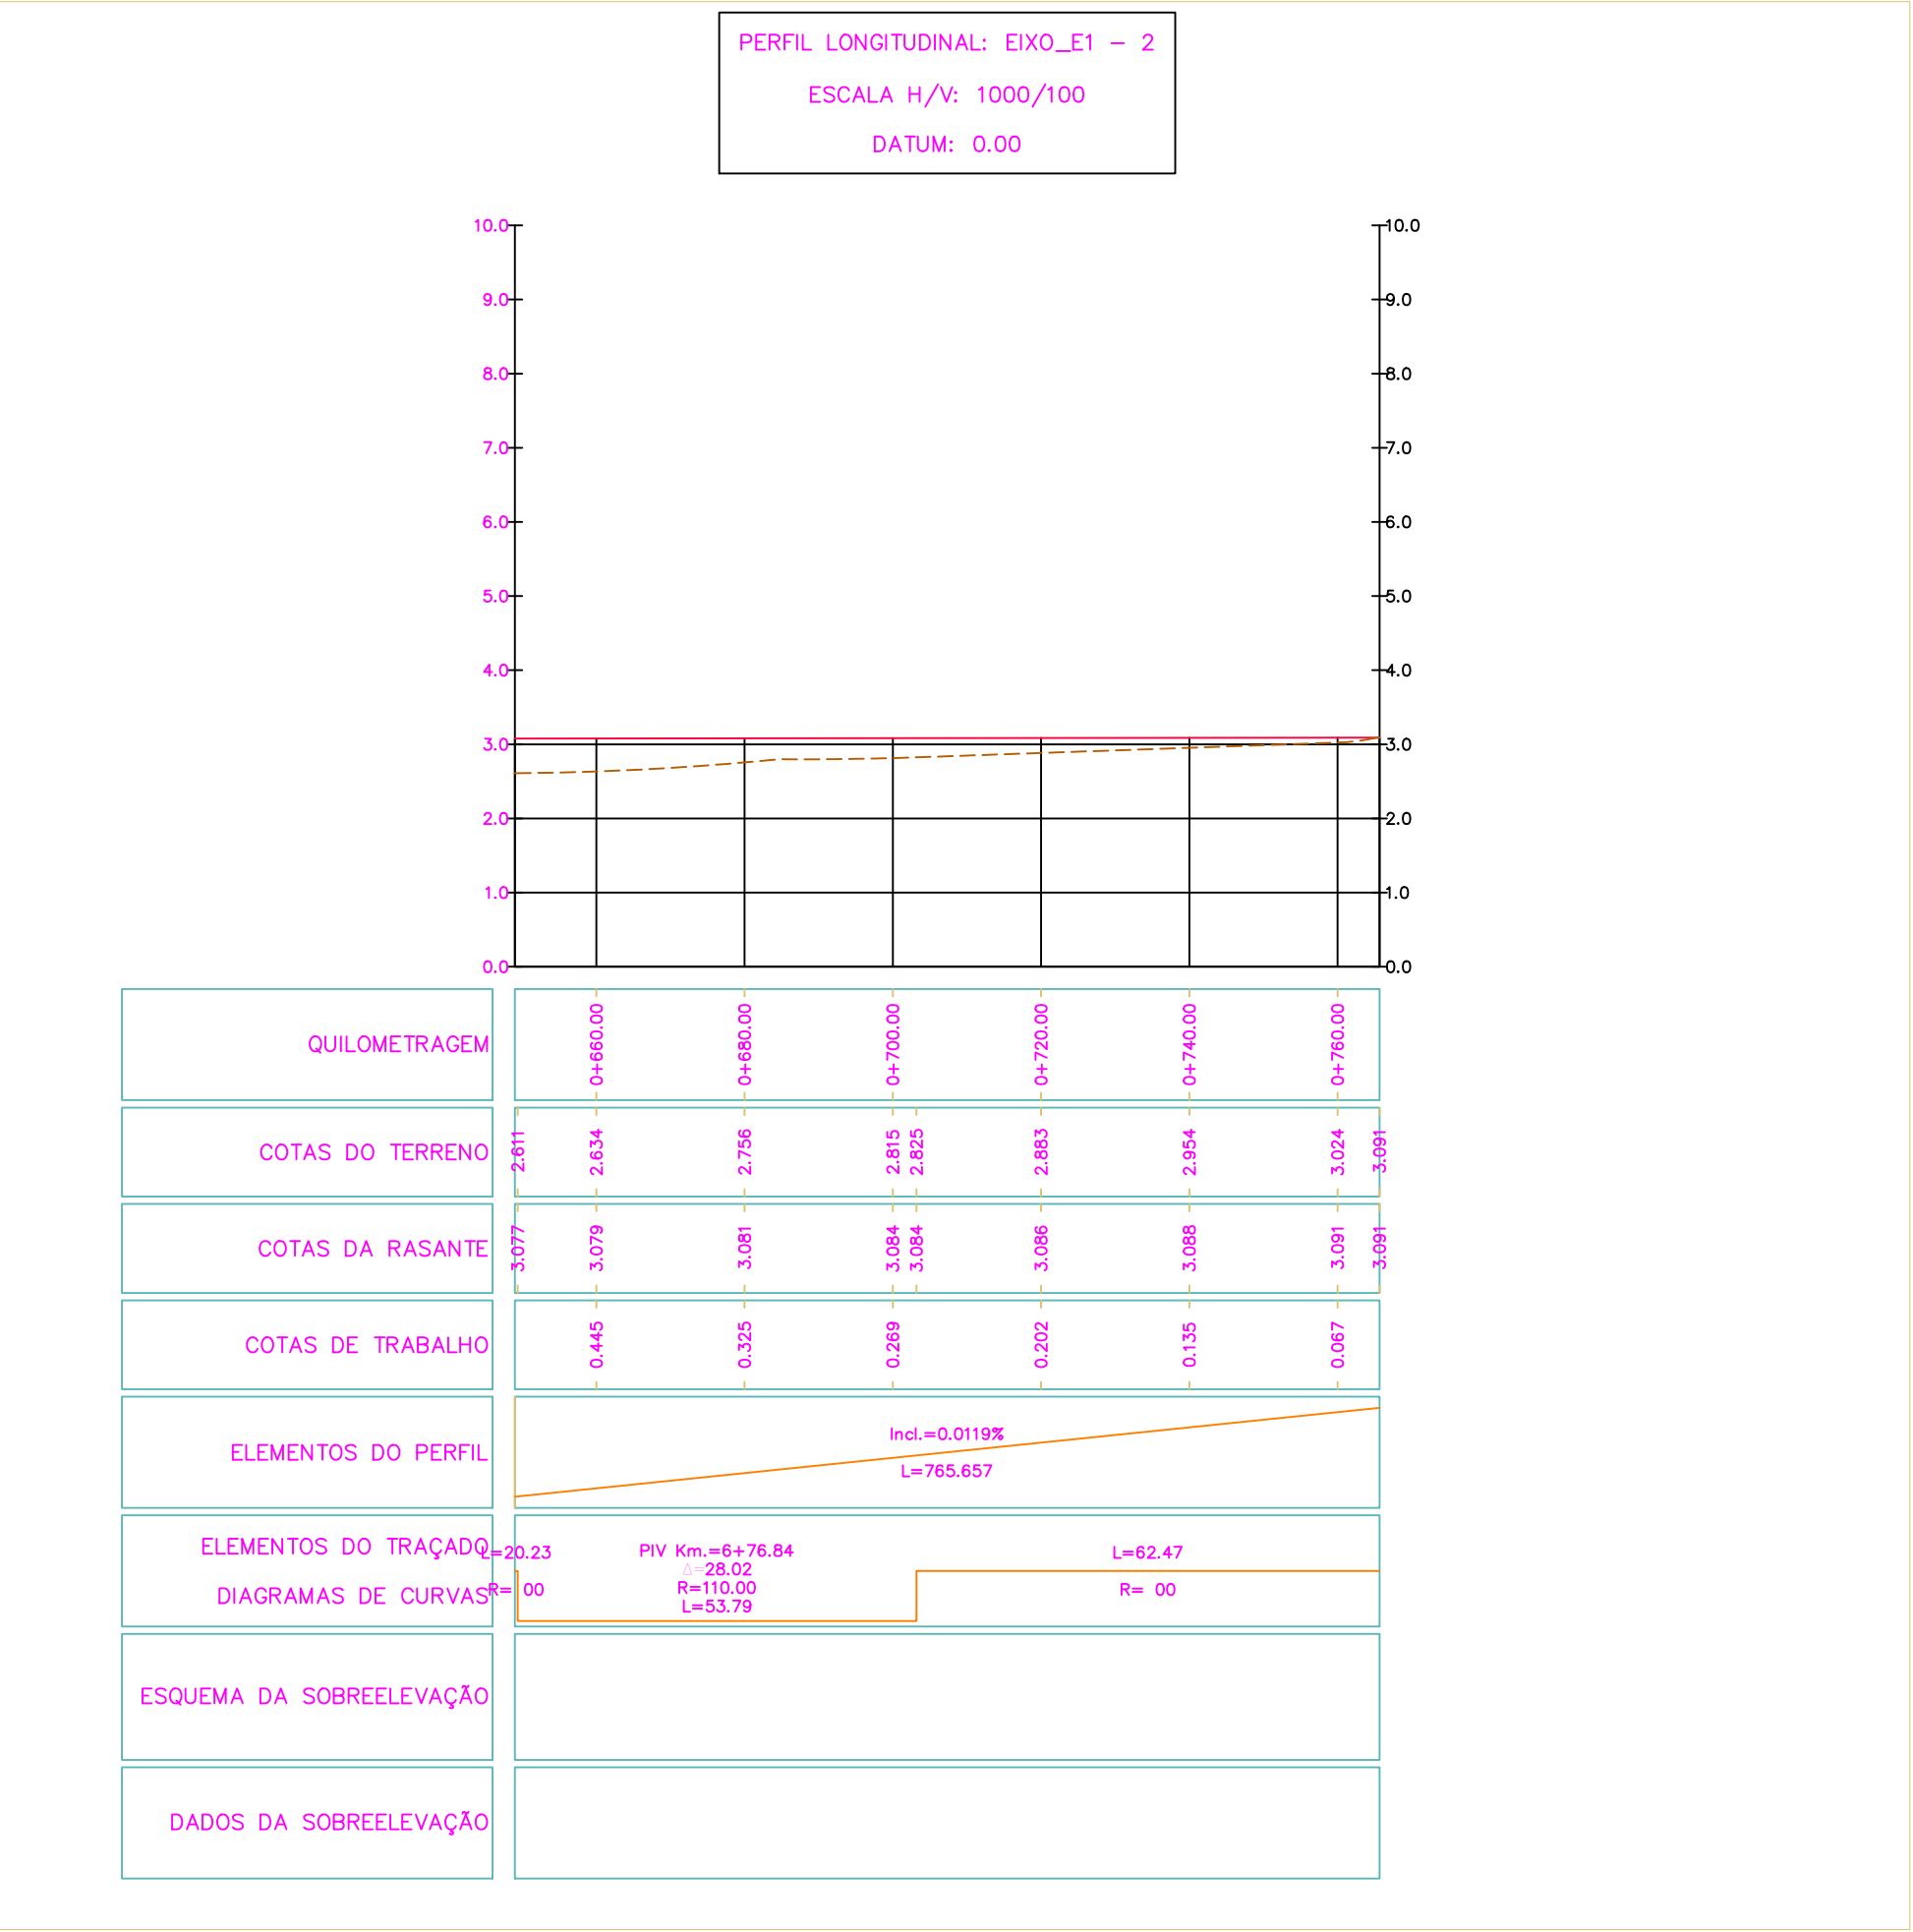 PERFIL LONGITUDINAL: EIXO_E1 - 2
ESCALA H/V: 1000/100
DATUM: 0.00
10.0 10.0
9.0 9.0
8.0 8.0
7.0 7.0
6.0 6.0
5.0 5.0
4.0 4.0
3.0 3.0
2.0 2.0
1.0 1.0
0.0 0.0
QUILOMETRAGEM 0+660.00 0+680.00 0+700.00 0+720.00 0+740.00 0+760.00
COTAS DO TERRENO 2.611 2.634 2.756 2.815 2.825 2.883 2.954 3.024 3.091
COTAS DA RASANTE 3.077 3.079 3.081 3.084 3.084 3.086 3.088 3.091 3.091
COTAS DE TRABALHO 0.445 0.325 0.269 0.202 0.135 0.067
ELEMENTOS DO PERFIL
Incl.=0.0119%
L=765.657
ELEMENTOS DO TRAÇADO
DIAGRAMAS DE CURVAS
L=20.23
R= 00
PIV Km.=6+76.84
Δ=28.02
R=110.00
L=53.79
L=62.47
R= 00
ESQUEMA DA SOBREELEVAÇÃO
DADOS DA SOBREELEVAÇÃO